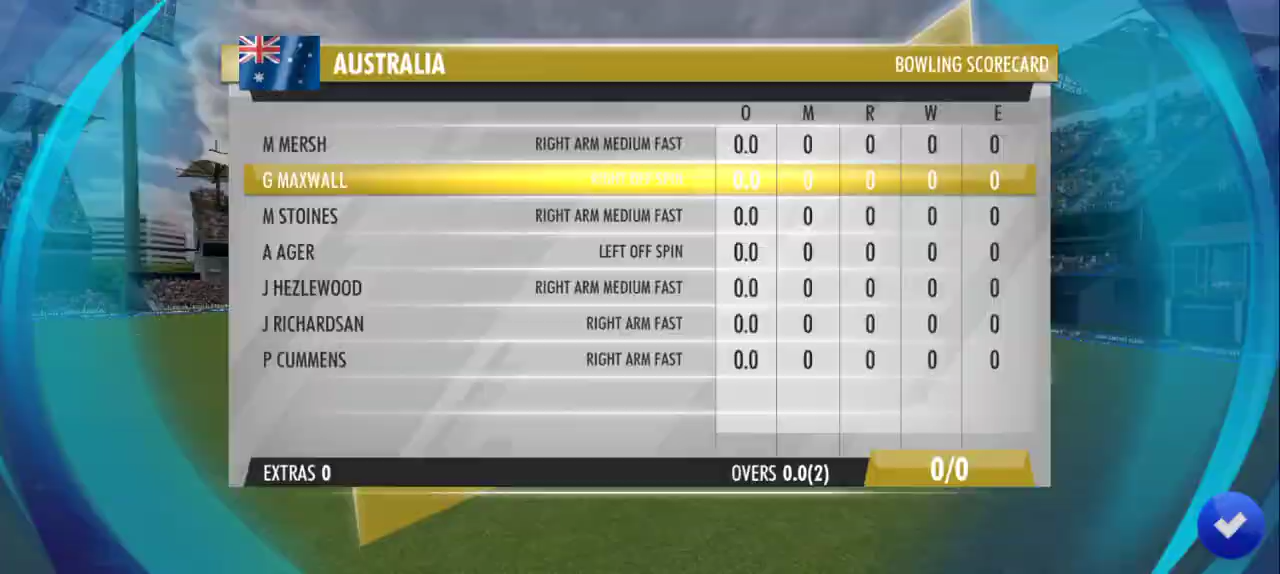 AUSTRALIA BOWLING SCORECARD
O M R W E
M MERSH RIGHT ARM MEDIUM FAST 0.0 0 0 0 0
G MAXWALL RIGHT OFF SPIN 0.0 0 0 0 0
M STOINES RIGHT ARM MEDIUM FAST 0.0 0 0 0 0
A AGER LEFT OFF SPIN 0.0 0 0 0 0
J HEZLEWOOD RIGHT ARM MEDIUM FAST 0.0 0 0 0 0
J RICHARDSAN RIGHT ARM FAST 0.0 0 0 0 0
P CUMMENS RIGHT ARM FAST 0.0 0 0 0 0
EXTRAS 0 OVERS 0.0(2) 0/0